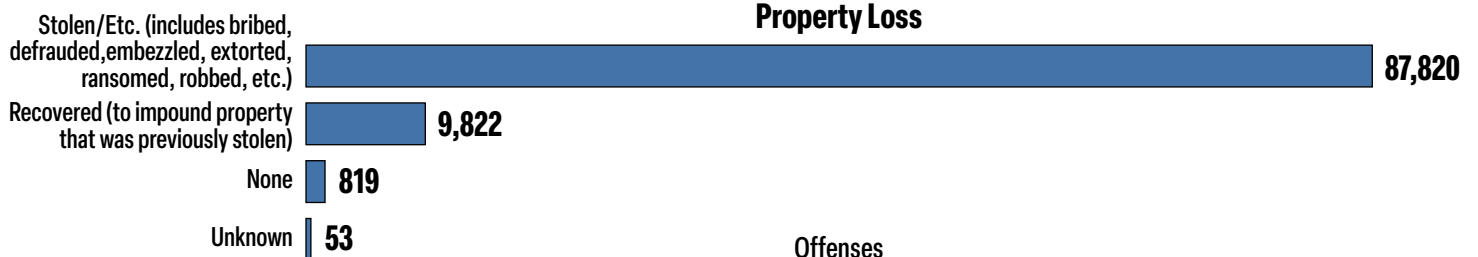 Property Loss
Stolen/Etc. (includes bribed,
defrauded,embezzled, extorted,
ransomed, robbed, etc.)
87,820
Recovered (to impound property
that was previously stolen)
9,822
None
819
Unknown
53
Offenses